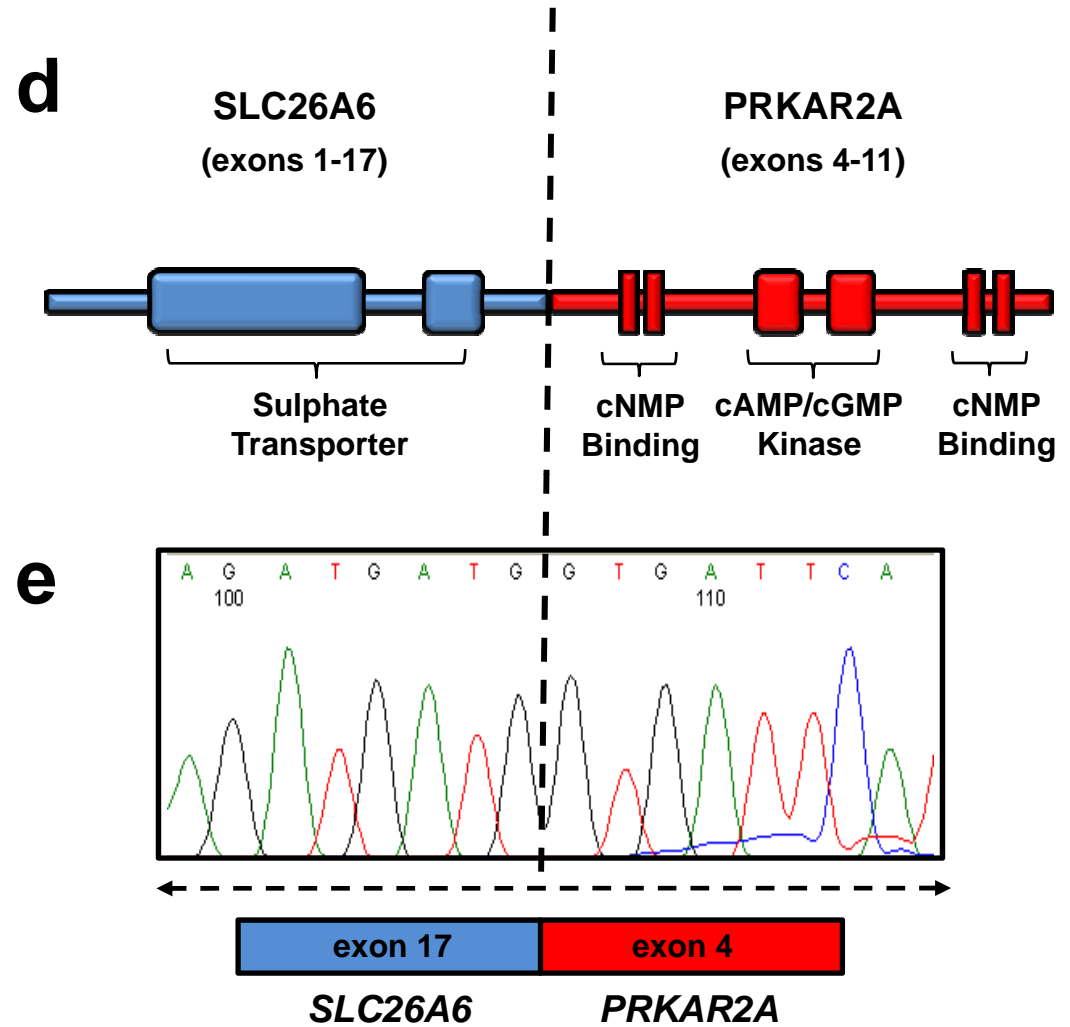 d
SLC26A6
(exons 1-17)
PRKAR2A
(exons 4-11)
Sulphate
Transporter
cNMP
Binding
cAMP/cGMP
Kinase
cNMP
Binding
e
A G A T G A T G G T G A T T C A
100 110
exon 17 exon 4
SLC26A6 PRKAR2A